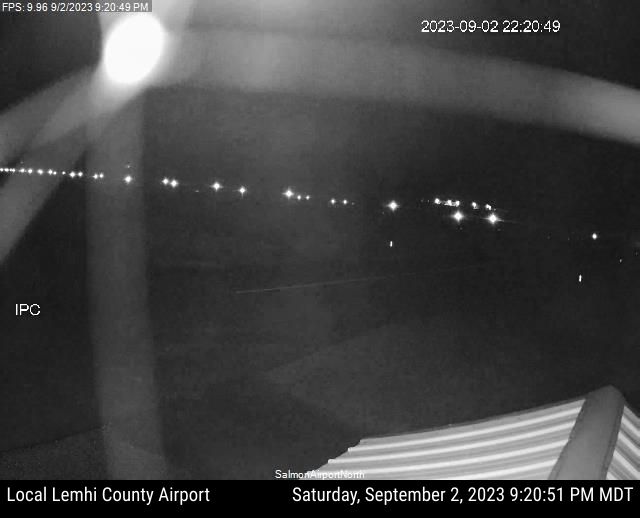 FPS: 9.96 9/2/2023 9:20:49 PM
2023-09-02 22:20:49
IPC
SalmonAirportNorth
Local Lemhi County Airport Saturday, September 2, 2023 9:20:51 PM MDT